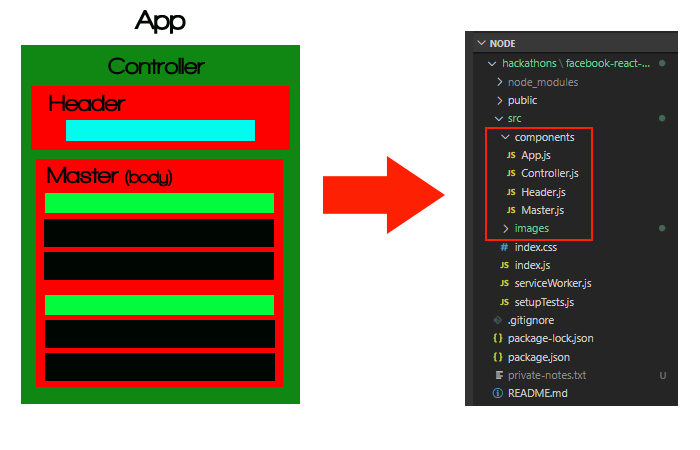 App
Controller
Header
Master (body)
NODE
hackathons \ facebook-react-...
node_modules
public
src
components
JS App.js
JS Controller.js
JS Header.js
JS Master.js
images
# index.css
JS index.js
JS serviceWorker.js
JS setupTests.js
.gitignore
{} package-lock.json
{} package.json
private-notes.txt U
README.md